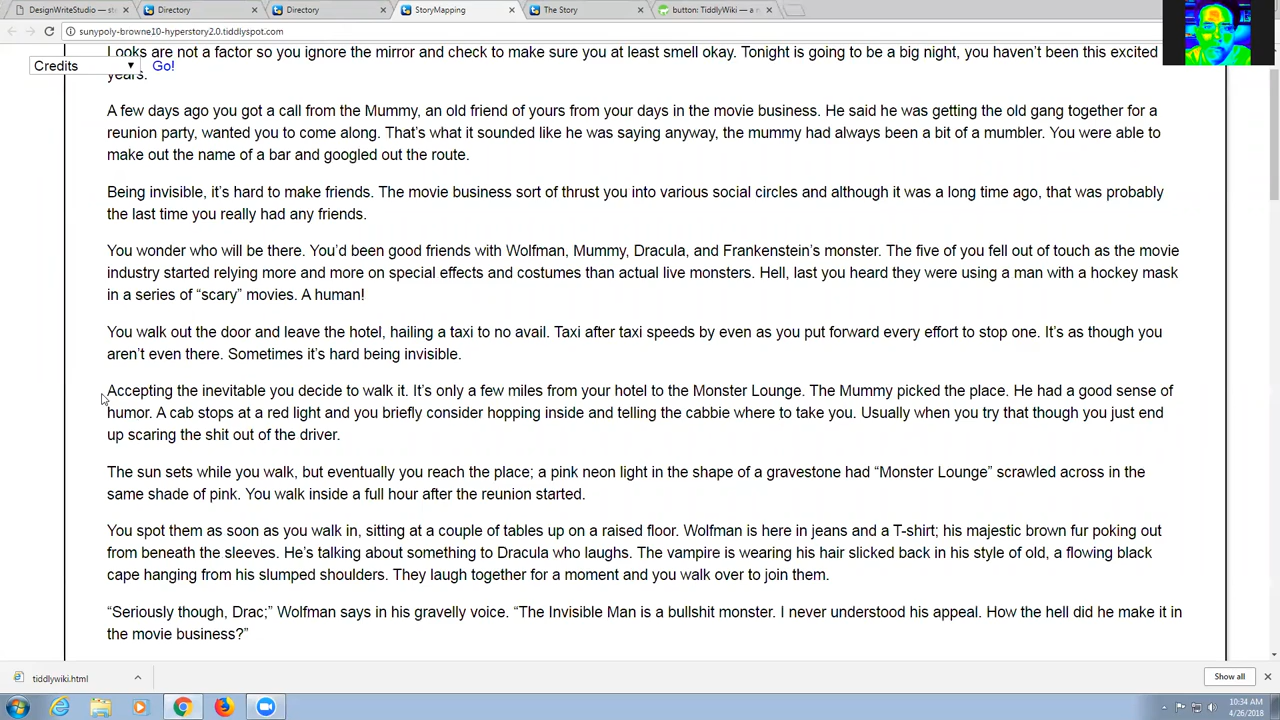 DesignWriteStudio — st
Directory
Directory
StoryMapping
The Story
button: TiddlyWiki — a n
sunypoly-browne10-hyperstory2.0.tiddlyspot.com
Looks are not a factor so you ignore the mirror and check to make sure you at least smell okay. Tonight is going to be a big night, you haven’t been this excited
Credits
Go!
years.
A few days ago you got a call from the Mummy, an old friend of yours from your days in the movie business. He said he was getting the old gang together for a
reunion party, wanted you to come along. That’s what it sounded like he was saying anyway, the mummy had always been a bit of a mumbler. You were able to
make out the name of a bar and googled out the route.
Being invisible, it’s hard to make friends. The movie business sort of thrust you into various social circles and although it was a long time ago, that was probably
the last time you really had any friends.
You wonder who will be there. You’d been good friends with Wolfman, Mummy, Dracula, and Frankenstein’s monster. The five of you fell out of touch as the movie
industry started relying more and more on special effects and costumes than actual live monsters. Hell, last you heard they were using a man with a hockey mask
in a series of “scary” movies. A human!
You walk out the door and leave the hotel, hailing a taxi to no avail. Taxi after taxi speeds by even as you put forward every effort to stop one. It’s as though you
aren’t even there. Sometimes it’s hard being invisible.
Accepting the inevitable you decide to walk it. It’s only a few miles from your hotel to the Monster Lounge. The Mummy picked the place. He had a good sense of
humor. A cab stops at a red light and you briefly consider hopping inside and telling the cabbie where to take you. Usually when you try that though you just end
up scaring the shit out of the driver.
The sun sets while you walk, but eventually you reach the place; a pink neon light in the shape of a gravestone had “Monster Lounge” scrawled across in the
same shade of pink. You walk inside a full hour after the reunion started.
You spot them as soon as you walk in, sitting at a couple of tables up on a raised floor. Wolfman is here in jeans and a T-shirt; his majestic brown fur poking out
from beneath the sleeves. He’s talking about something to Dracula who laughs. The vampire is wearing his hair slicked back in his style of old, a flowing black
cape hanging from his slumped shoulders. They laugh together for a moment and you walk over to join them.
“Seriously though, Drac;” Wolfman says in his gravelly voice. “The Invisible Man is a bullshit monster. I never understood his appeal. How the hell did he make it in
the movie business?”
tiddlywiki.html
Show all
10:34 AM
4/26/2018